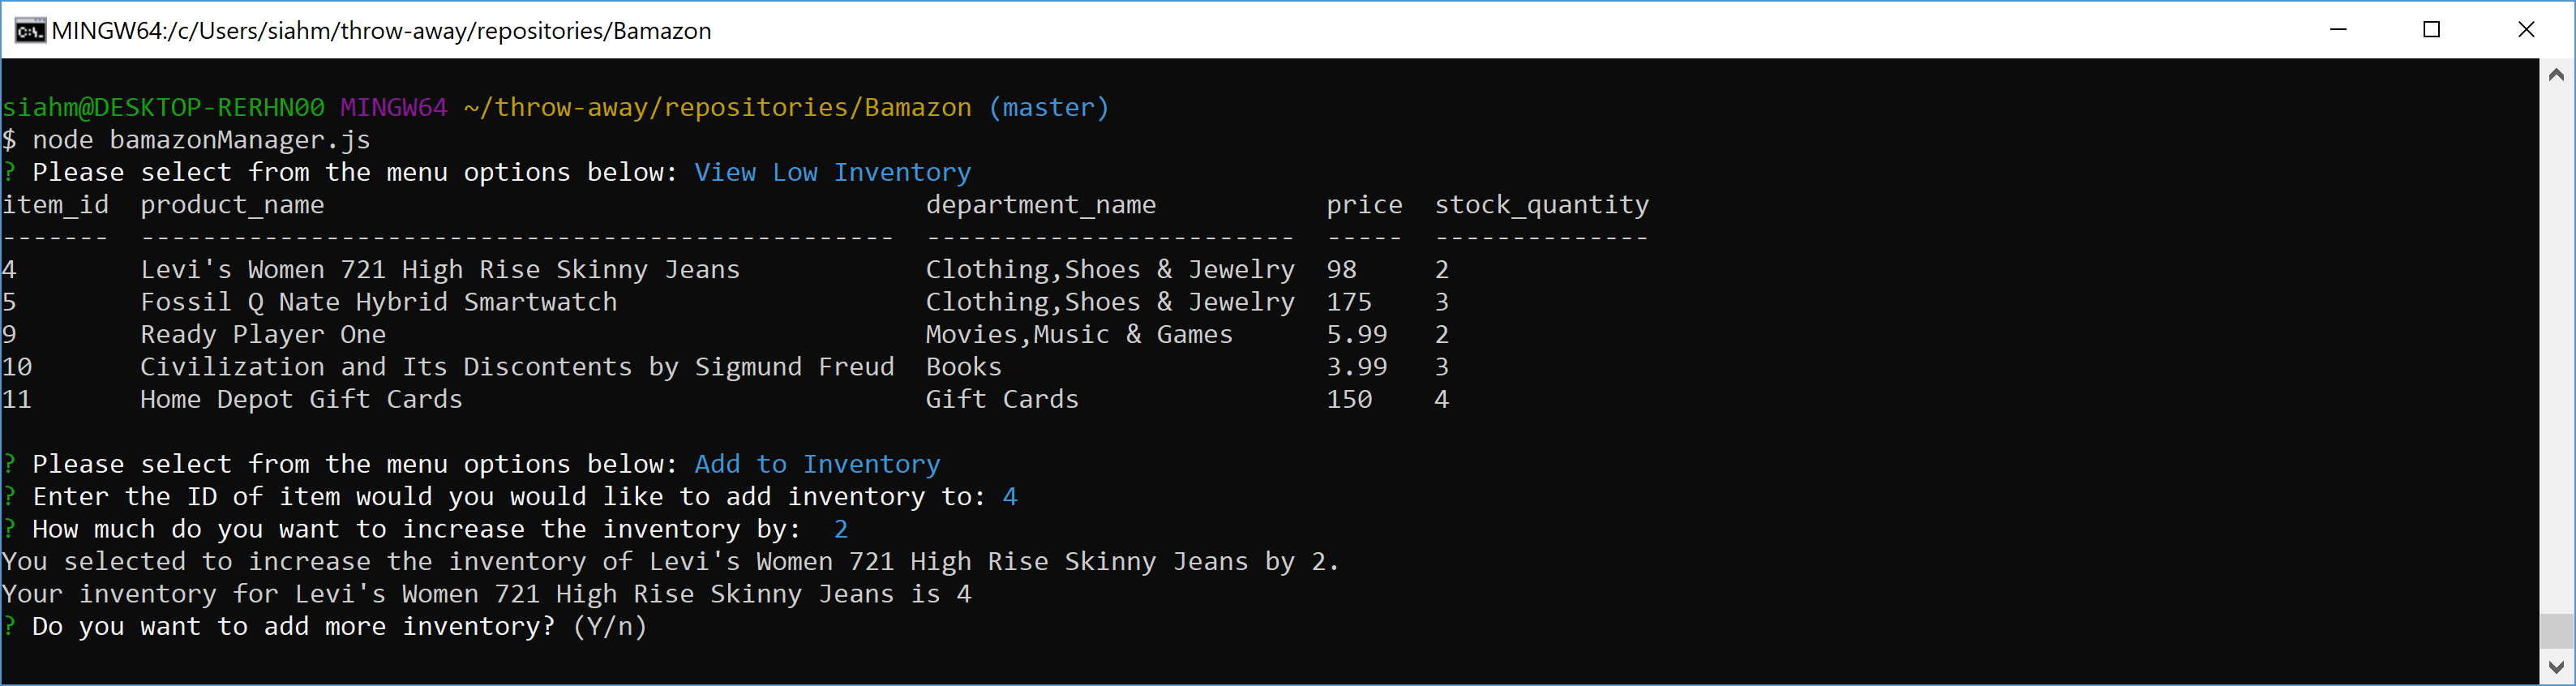 MINGW64:/c/Users/siahm/throw-away/repositories/Bamazon
siahm@DESKTOP-RERHN00 MINGW64 ~/throw-away/repositories/Bamazon (master)
$ node bamazonManager.js
? Please select from the menu options below: View Low Inventory
item_id  product_name                                       department_name           price  stock_quantity
-------  -------------------------------------------------  ------------------------  -----  --------------
4        Levi's Women 721 High Rise Skinny Jeans            Clothing,Shoes & Jewelry  98     2
5        Fossil Q Nate Hybrid Smartwatch                    Clothing,Shoes & Jewelry  175    3
9        Ready Player One                                   Movies,Music & Games      5.99   2
10       Civilization and Its Discontents by Sigmund Freud  Books                     3.99   3
11       Home Depot Gift Cards                              Gift Cards                150    4
? Please select from the menu options below: Add to Inventory
? Enter the ID of item would you would like to add inventory to: 4
? How much do you want to increase the inventory by:  2
You selected to increase the inventory of Levi's Women 721 High Rise Skinny Jeans by 2.
Your inventory for Levi's Women 721 High Rise Skinny Jeans is 4
? Do you want to add more inventory? (Y/n)